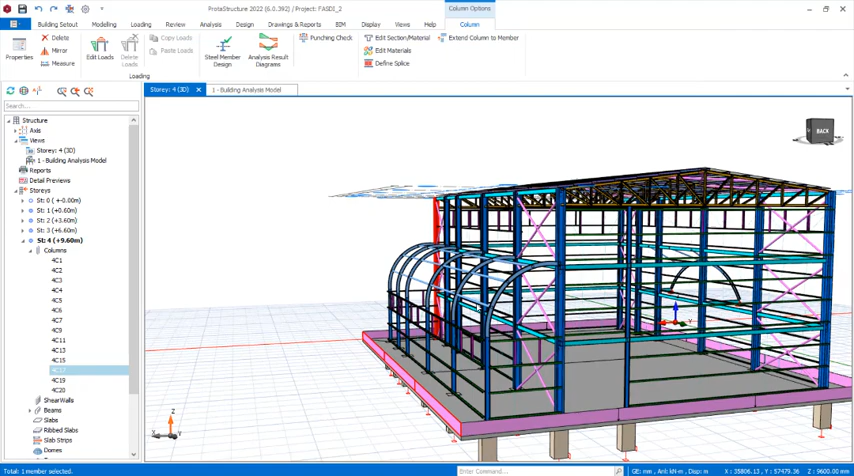 ProtaStructure 2022 (6.0.392) / Project: FASDI_2
Column Options
Building Setout Modelling Loading Review Analysis Design Drawings & Reports BIM Display Views Help Column
Properties
Delete
Mirror
Measure
Edit Loads
Delete Loads
Copy Loads
Paste Loads
Loading
Steel Member Design
Analysis Result Diagrams
Punching Check
Edit Section/Material
Edit Materials
Define Splice
Extend Column to Member
Storey: 4 (3D) ×
1 - Building Analysis Model
Search...
Structure
Axis
Views
Storey: 4 (3D)
1 - Building Analysis Model
Reports
Detail Previews
Storeys
St: 0 ( +-0.00m)
St: 1 (+0.60m)
St: 2 (+3.60m)
St: 3 (+6.60m)
St: 4 (+9.60m)
Columns
4C1
4C2
4C3
4C4
4C5
4C6
4C7
4C9
4C11
4C13
4C15
4C17
4C19
4C20
ShearWalls
Beams
Slabs
Ribbed Slabs
Slab Strips
Domes
BACK
Y
Z
X
Y
Total: 1 member selected.
Enter Command...
GE: mm , Anl: kN-m , Disp: m
X : 35806.13, Y : 57479.36
Z : 9600.00 mm